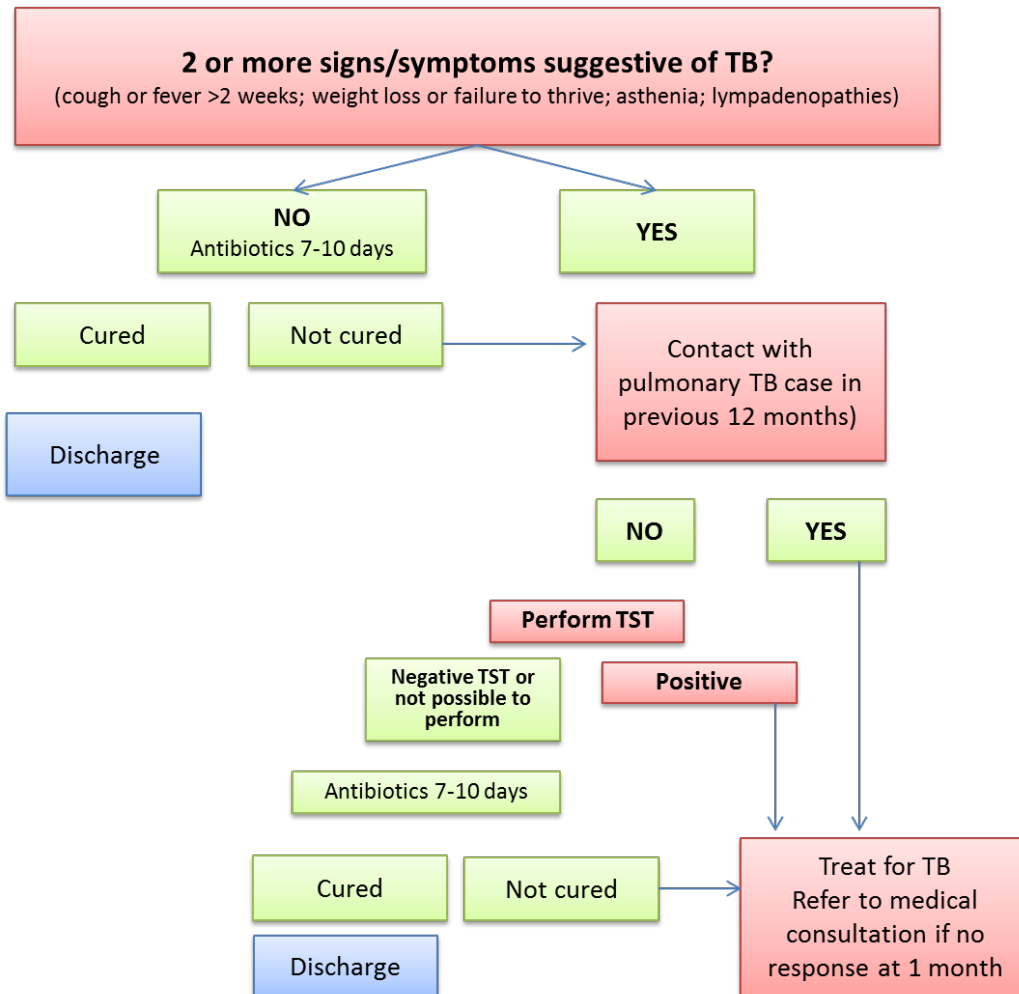 2 or more signs/symptoms suggestive of TB?
(cough or fever >2 weeks; weight loss or failure to thrive; asthenia; lympadenopathies)
NO
Antibiotics 7-10 days
YES
Cured
Not cured
Contact with
pulmonary TB case in
previous 12 months)
Discharge
NO
YES
Perform TST
Negative TST or
not possible to
perform
Positive
Antibiotics 7-10 days
Cured
Not cured
Treat for TB
Refer to medical
consultation if no
response at 1 month
Discharge